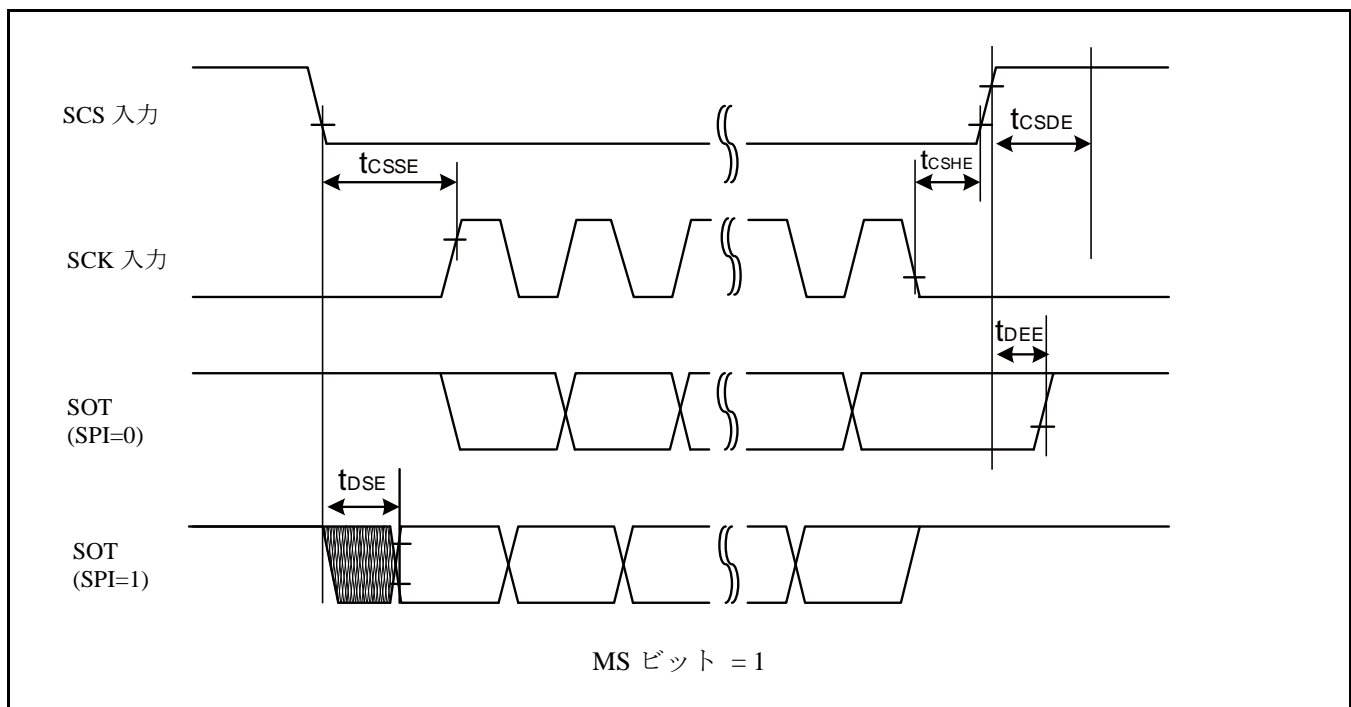 SCS 入力
tCSSE
tCSHE
tCSDE
SCK 入力
tDEE
SOT
(SPI=0)
tDSE
SOT
(SPI=1)
MS ビット = 1